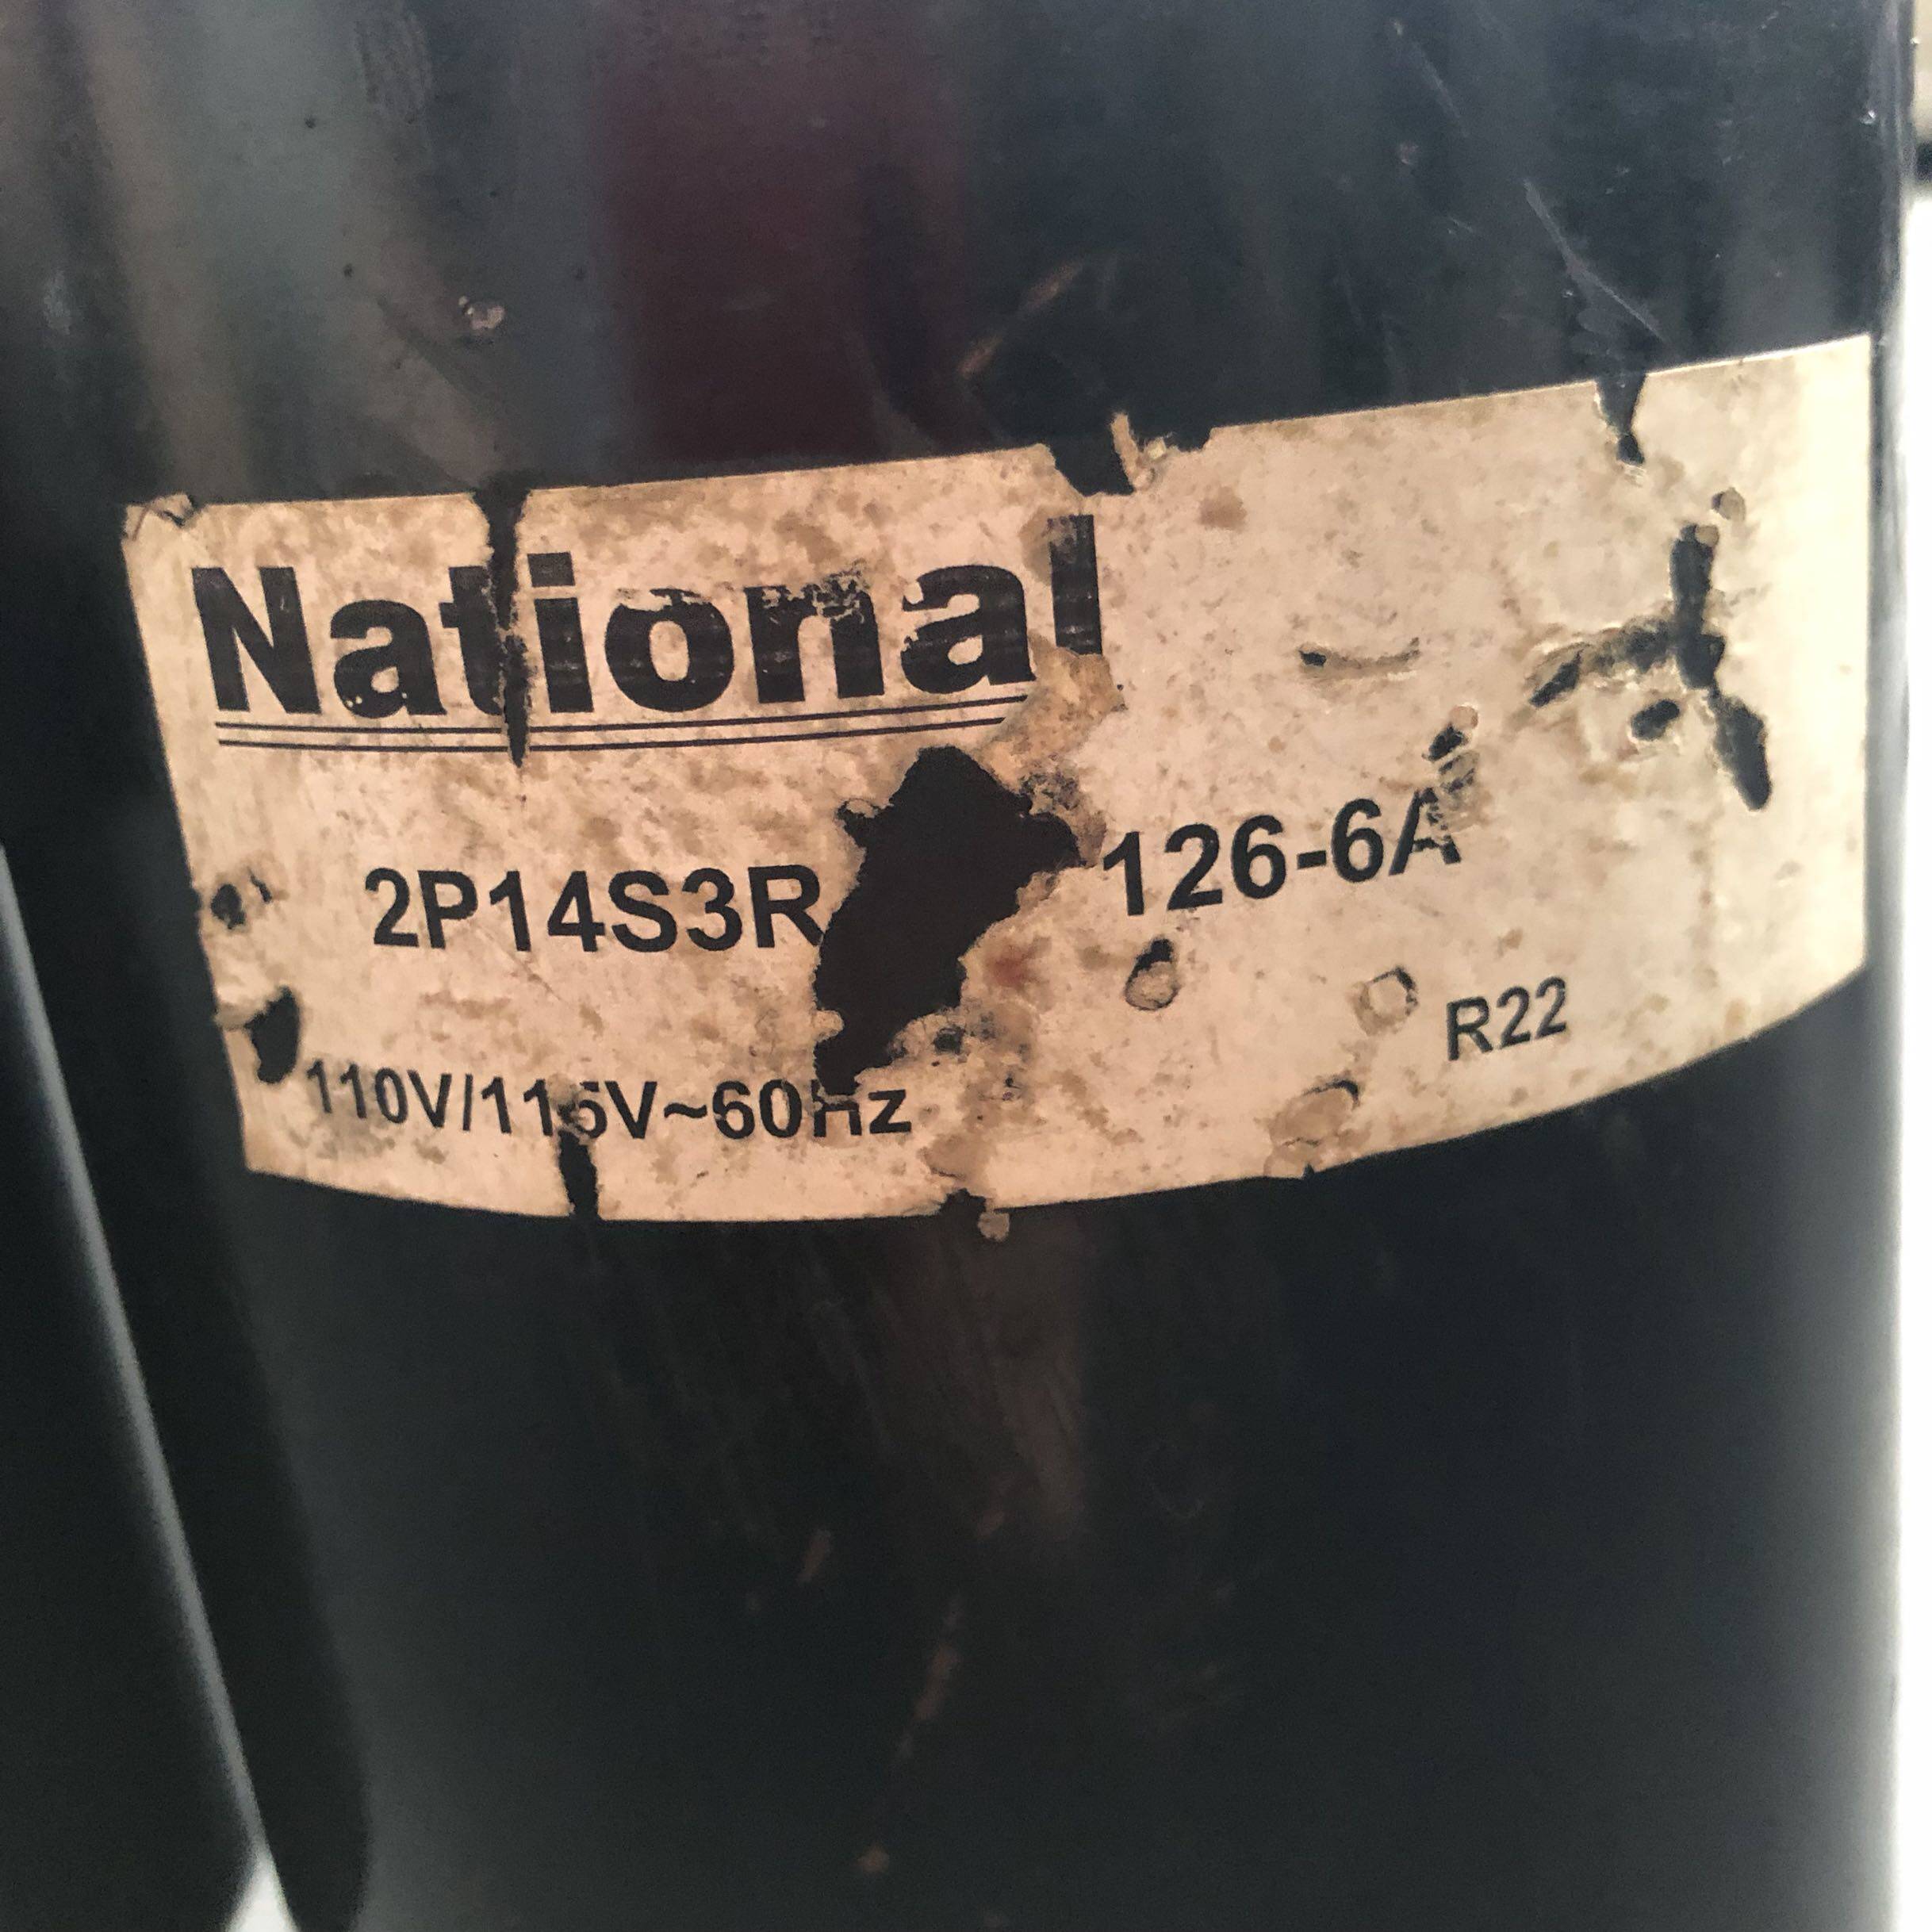 National
2P14S3R 126-6A
110V/115V~60Hz R22